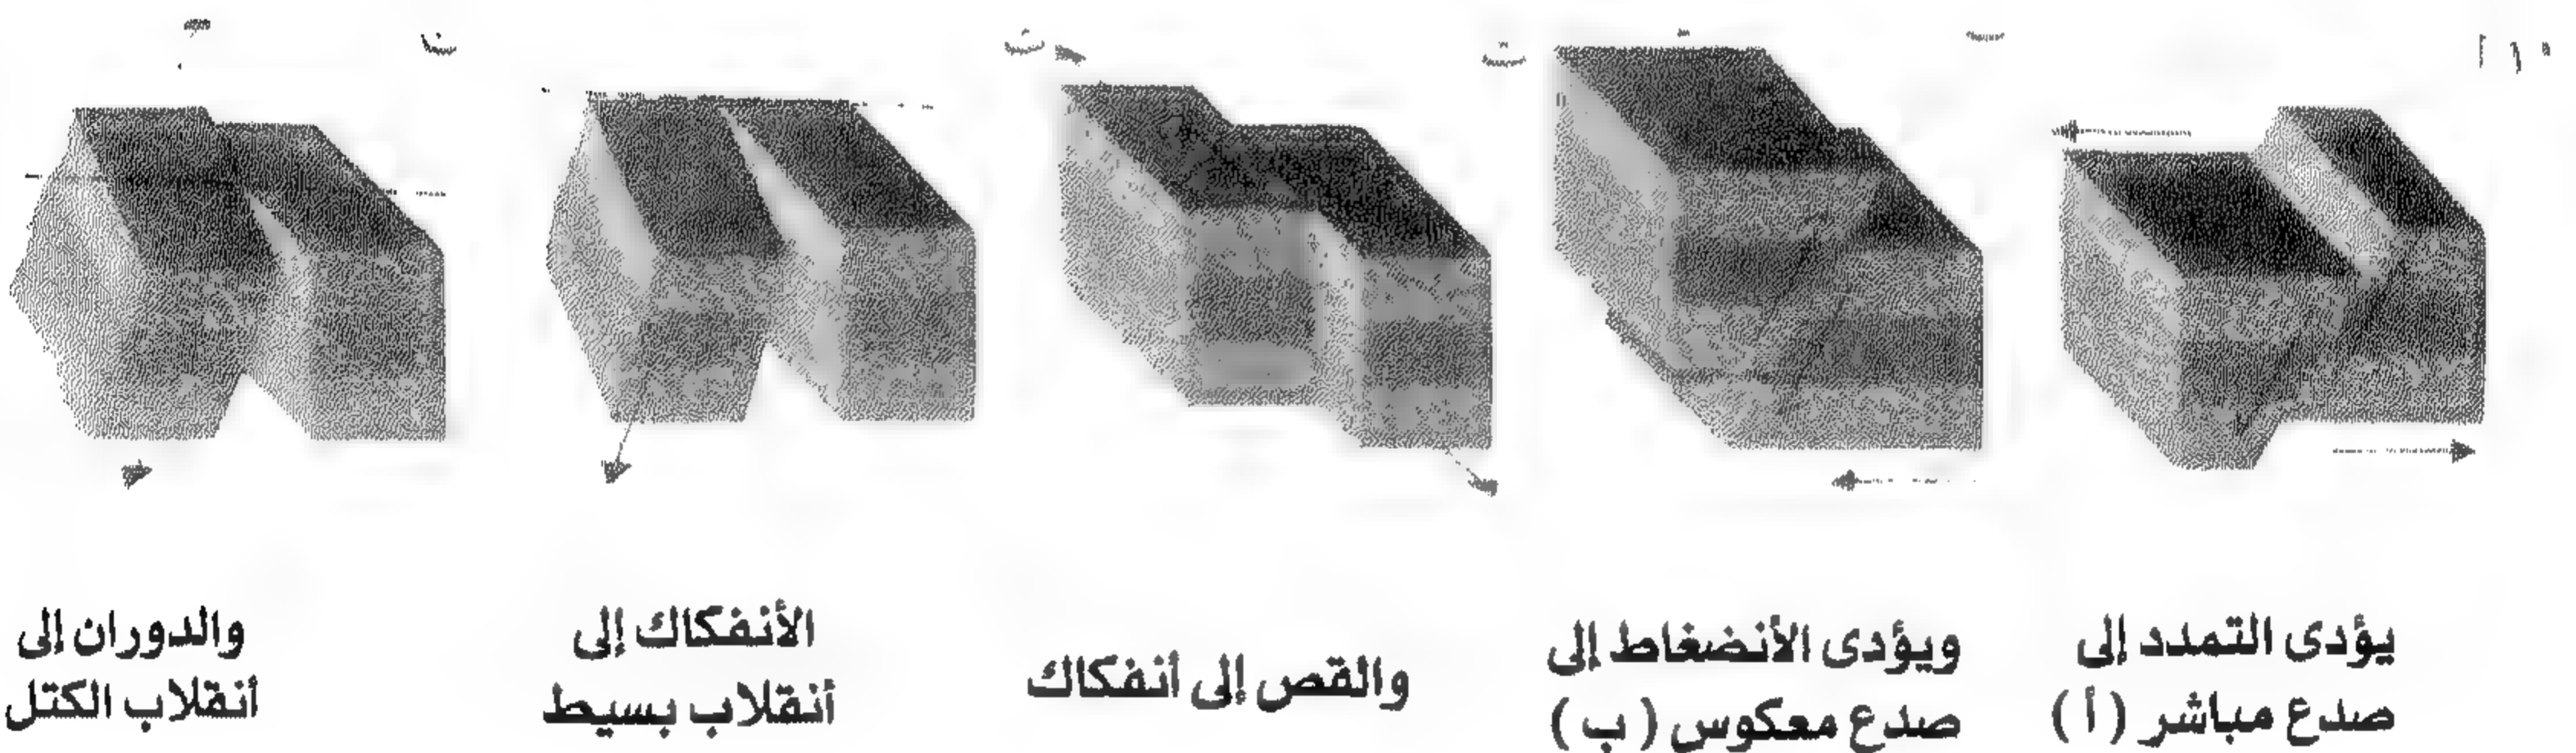 يؤدى التمدد إلى
صدع مباشر ( أ )
ويؤدى الأنضغاط إلى
صدع معكوس ( ب )
والقص إلى أنفكاك
الأنفكاك إلى
أنقلاب بسيط
والدوران إلى
أنقلاب الكتل